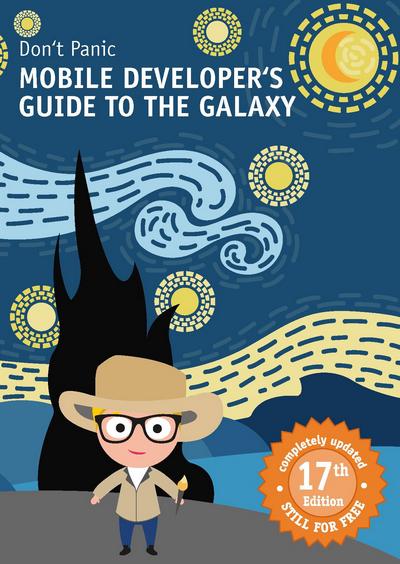 Don't Panic
MOBILE DEVELOPER'S
GUIDE TO THE GALAXY
completely updated
17th
Edition
STILL FOR FREE